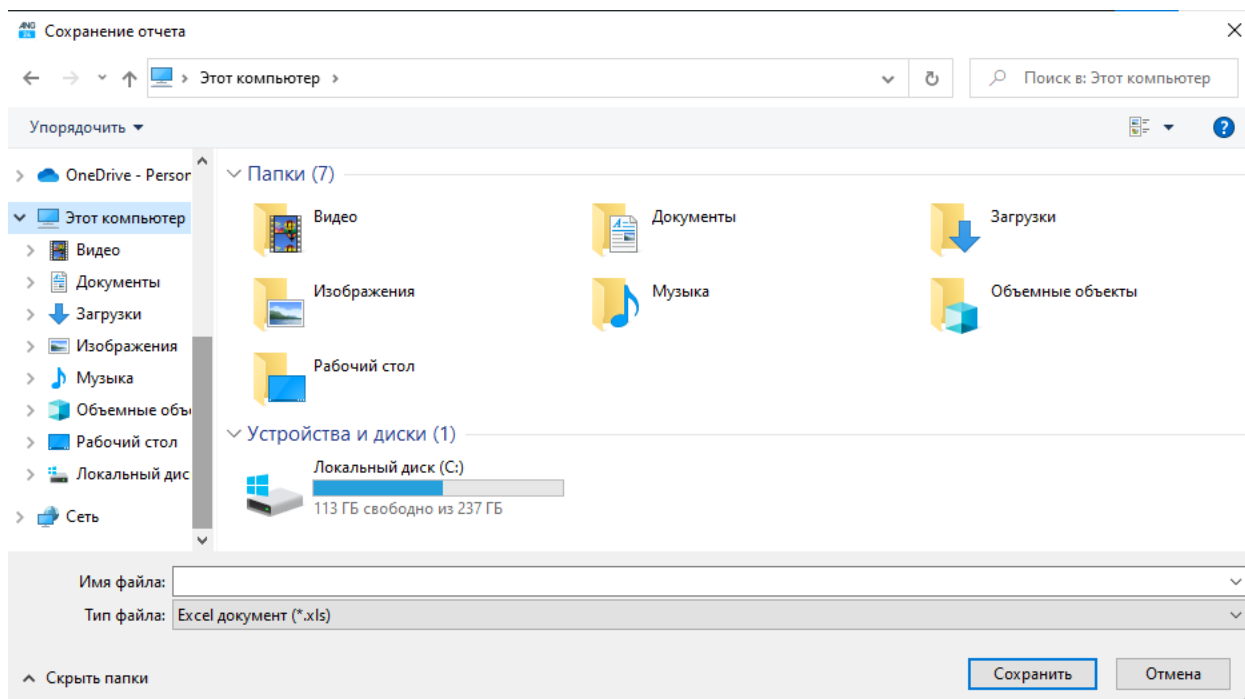 Сохранение отчета
Этот компьютер
Поиск в: Этот компьютер
Упорядочить
OneDrive - Person
Этот компьютер
Видео
Документы
Загрузки
Изображения
Музыка
Объемные объ
Рабочий стол
Локальный дис
Сеть
Папки (7)
Видео
Документы
Загрузки
Изображения
Музыка
Объемные объекты
Рабочий стол
Устройства и диски (1)
Локальный диск (C:)
113 ГБ свободно из 237 ГБ
Имя файла:
Тип файла: Excel документ (*.xls)
Скрыть папки
Сохранить
Отмена